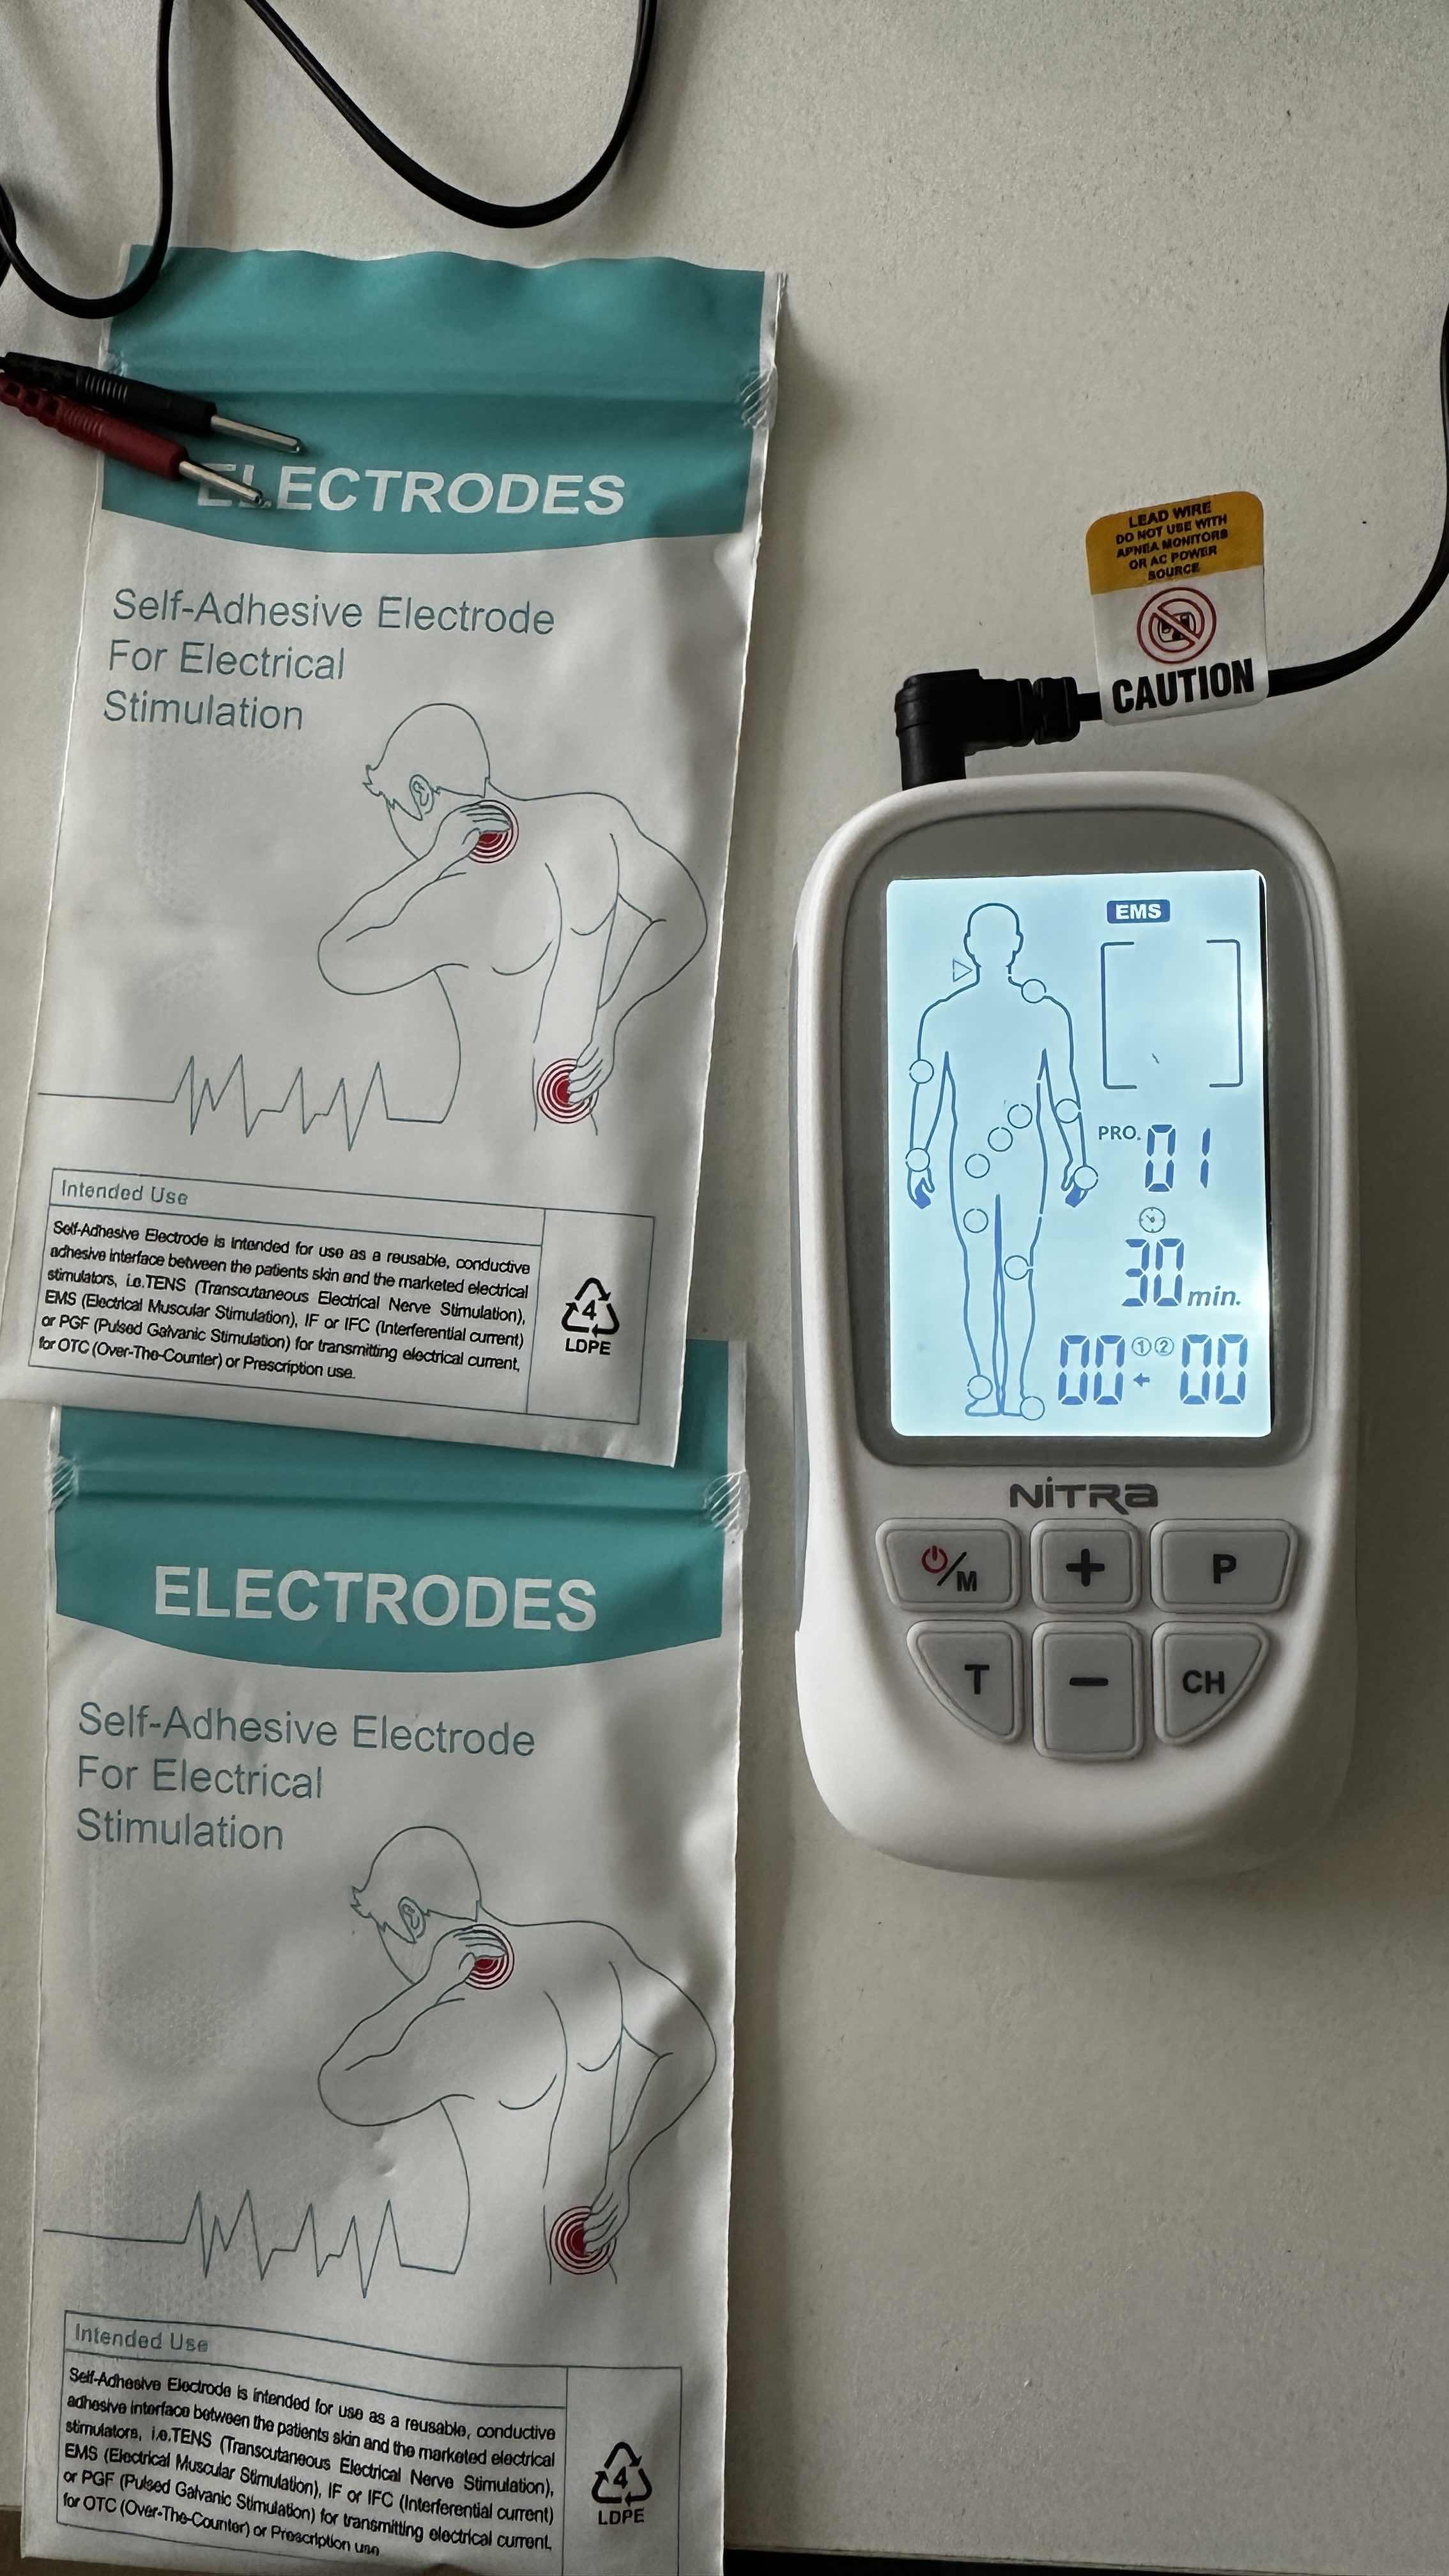 ELECTRODES
Self-Adhesive Electrode
For Electrical
Stimulation
Intended Use
Self-Adhesive Electrode is intended for use as a reusable, conductive
adhesive interface between the patients skin and the marketed electrical
stimulators, i.e.TENS (Transcutaneous Electrical Nerve Stimulation),
EMS (Electrical Muscular Stimulation), IF or IFC (Interferential current)
or PGF (Pulsed Galvanic Stimulation) for transmitting electrical current,
for OTC (Over-The-Counter) or Prescription use.
4
LDPE
ELECTRODES
Self-Adhesive Electrode
For Electrical
Stimulation
Intended Use
Self-Adhesive Electrode is intended for use as a reusable, conductive
adhesive interface between the patients skin and the marketed electrical
stimulators, i.e.TENS (Transcutaneous Electrical Nerve Stimulation),
EMS (Electrical Muscular Stimulation), IF or IFC (Interferential current)
or PGF (Pulsed Galvanic Stimulation) for transmitting electrical current,
for OTC (Over-The-Counter) or Prescription use
4
LDPE
LEAD WIRE
DO NOT USE WITH
APNEA MONITORS
OR AC POWER
SOURCE
CAUTION
EMS
PRO. 01
30 min.
00 ① ② 00
NİTRa
/M + P
T − CH